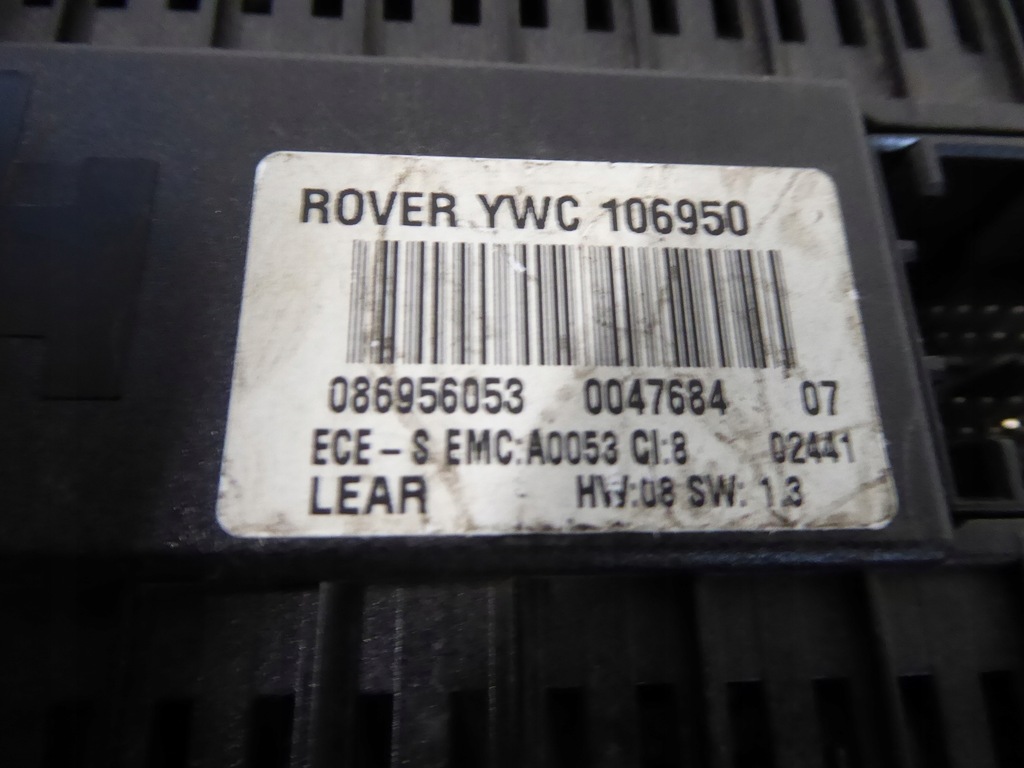 ROVER YWC 106950
086956053 0047684 07
ECE-S EMC:A0053 CI:8 02441
LEAR HW:08 SW: 1.3